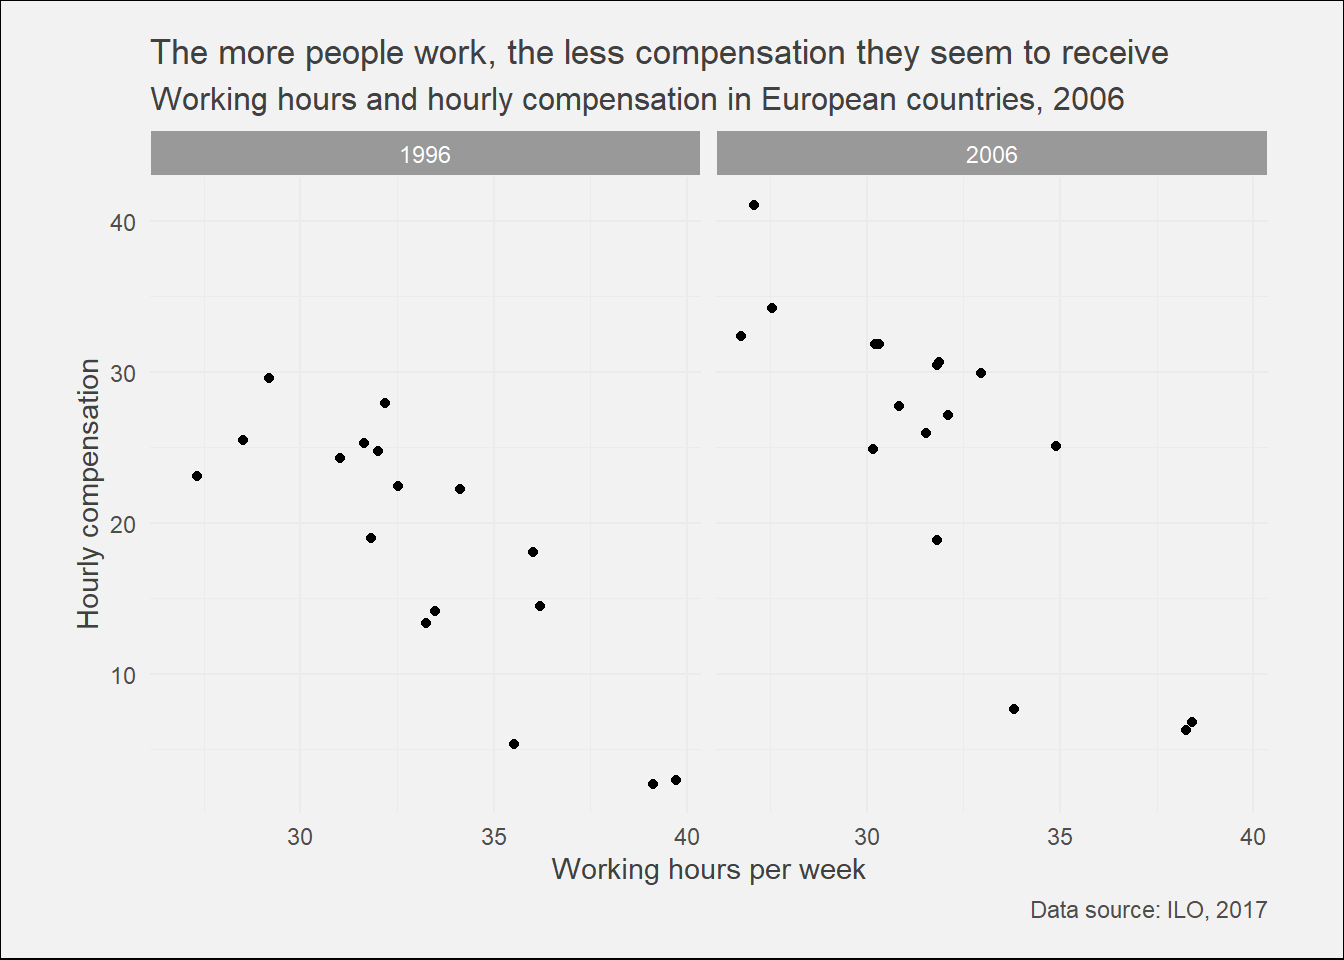 The more people work, the less compensation they seem to receive
Working hours and hourly compensation in European countries, 2006
1996 2006
40
30
20
10
Hourly compensation
30 35 40 30 35 40
Working hours per week
Data source: ILO, 2017